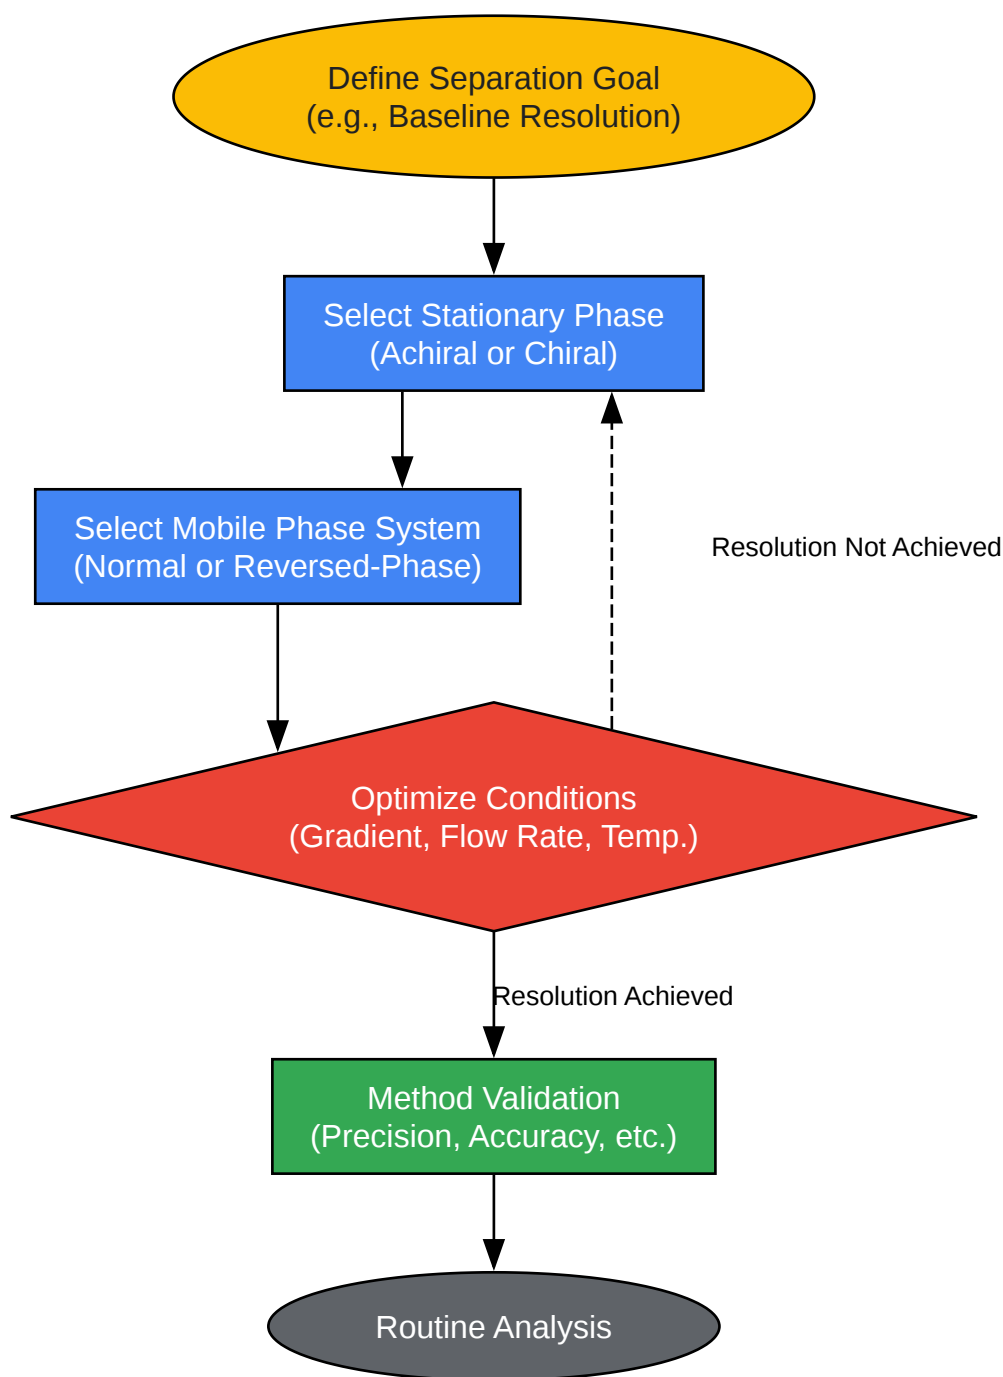 Define Separation Goal
(e.g., Baseline Resolution)
Select Stationary Phase
(Achiral or Chiral)
Select Mobile Phase System
(Normal or Reversed-Phase)
Resolution Not Achieved
Optimize Conditions
(Gradient, Flow Rate, Temp.)
Resolution Achieved
Method Validation
(Precision, Accuracy, etc.)
Routine Analysis